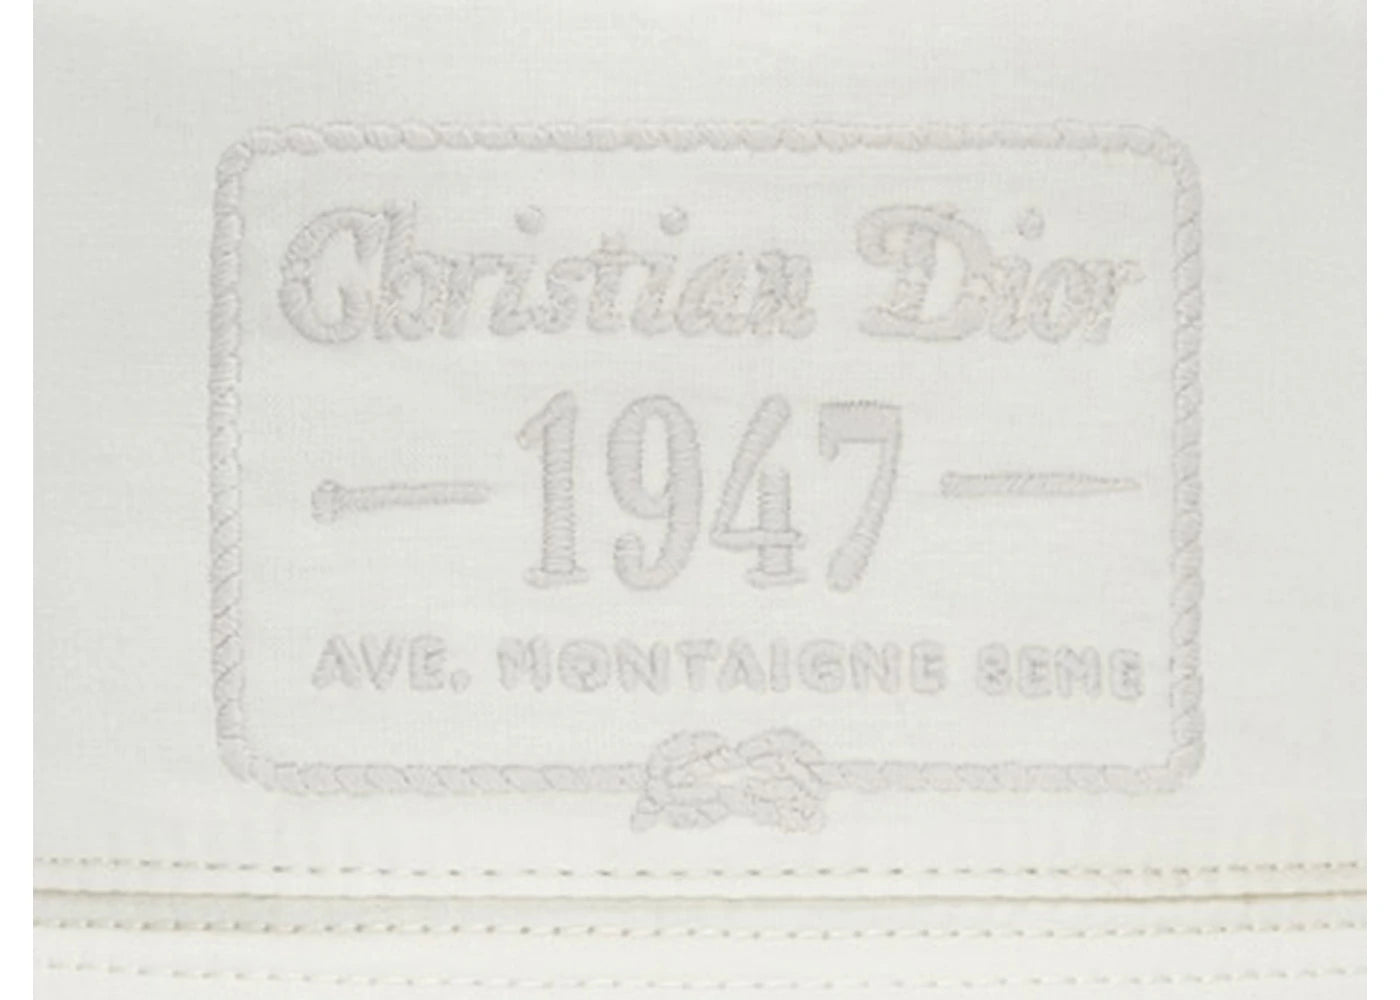 Christian Dior
1947
AVE. MONTAIGNE 8EME